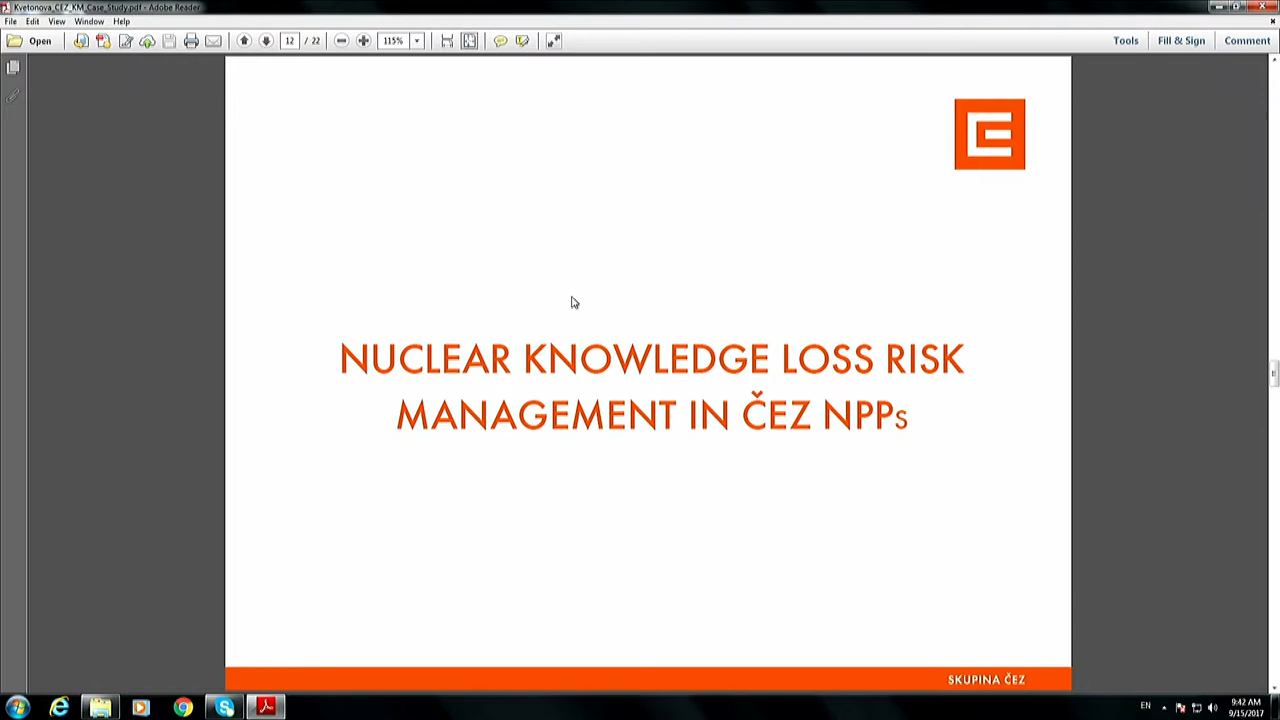 Kvetonova_CEZ_KM_Case_Study.pdf - Adobe Reader
File Edit View Window Help
Open 12 / 22 115% Tools Fill & Sign Comment
NUCLEAR KNOWLEDGE LOSS RISK
MANAGEMENT IN ČEZ NPPs
SKUPINA ČEZ
EN 9:42 AM
9/15/2017